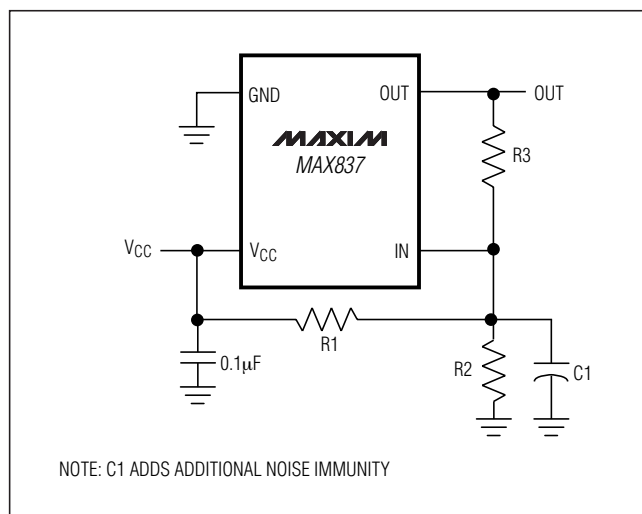 GND
OUT
OUT
MAXIM
MAX837
R3
VCC
VCC
IN
R1
0.1μF
R2
C1
NOTE: C1 ADDS ADDITIONAL NOISE IMMUNITY